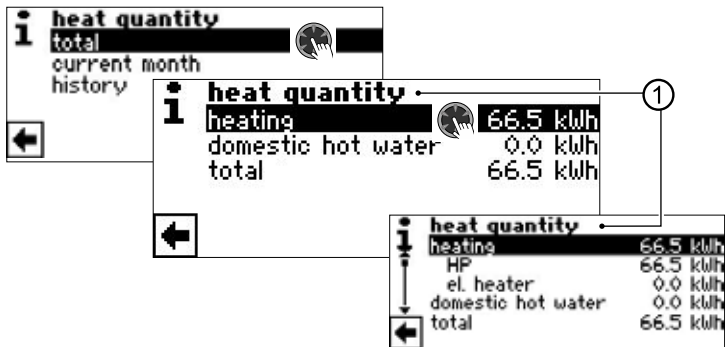 i heat quantity
total
current month
history
i heat quantity
heating 66.5 kWh
domestic hot water 0.0 kWh
total 66.5 kWh
1
i heat quantity
heating 66.5 kWh
HP 66.5 kWh
el. heater 0.0 kWh
domestic hot water 0.0 kWh
total 66.5 kWh